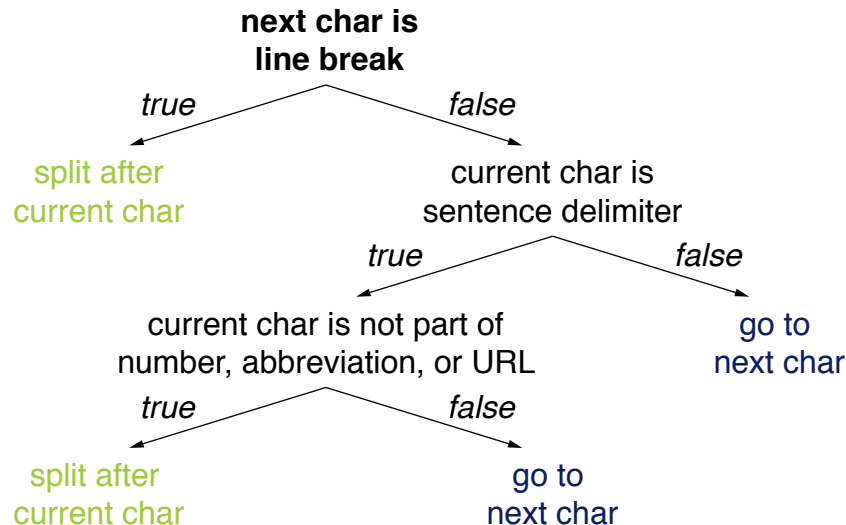 next char is
line break
true
false
split after
current char
current char is
sentence delimiter
true
false
current char is not part of
number, abbreviation, or URL
go to
next char
true
false
split after
current char
go to
next char